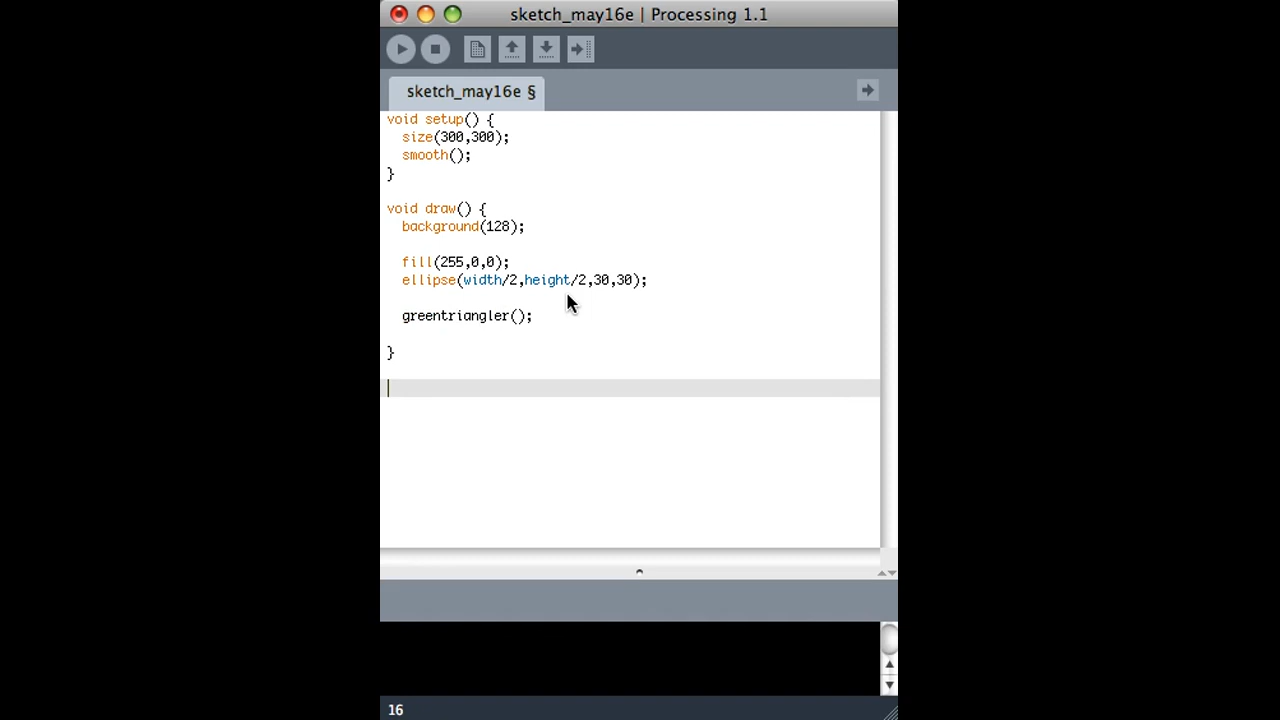 sketch_may16e | Processing 1.1
sketch_may16e §
void setup() {
  size(300,300);
  smooth();
}
void draw() {
  background(128);
  fill(255,0,0);
  ellipse(width/2,height/2,30,30);
  greentriangler();
}
16